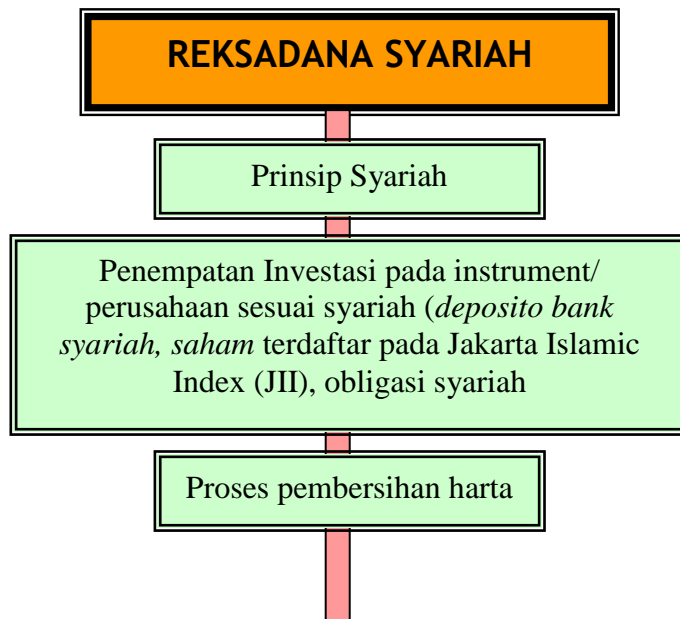 REKSADANA SYARIAH
Prinsip Syariah
Penempatan Investasi pada instrument/
perusahaan sesuai syariah (deposito bank
syariah, saham terdaftar pada Jakarta Islamic
Index (JII), obligasi syariah
Proses pembersihan harta